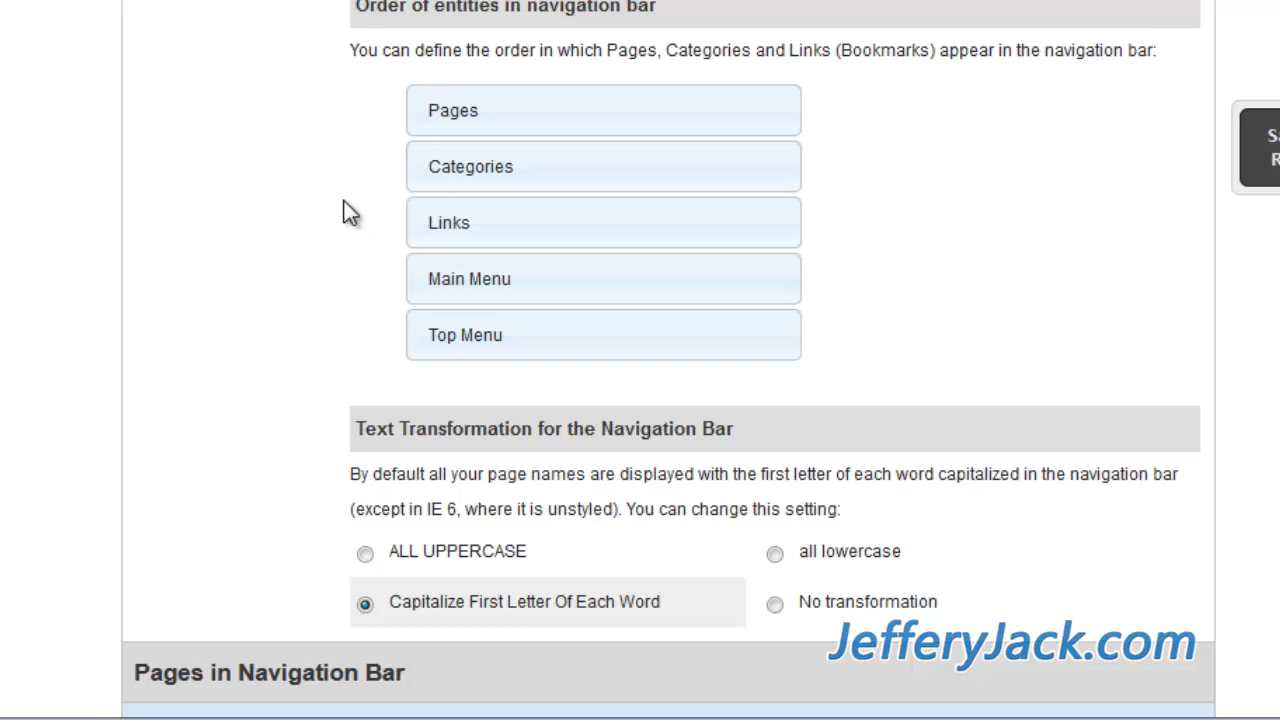 Order of entities in navigation bar
You can define the order in which Pages, Categories and Links (Bookmarks) appear in the navigation bar:
Pages
Categories
Links
Main Menu
Top Menu
Text Transformation for the Navigation Bar
By default all your page names are displayed with the first letter of each word capitalized in the navigation bar
(except in IE 6, where it is unstyled). You can change this setting:
ALL UPPERCASE
all lowercase
Capitalize First Letter Of Each Word
No transformation
JefferyJack.com
Pages in Navigation Bar